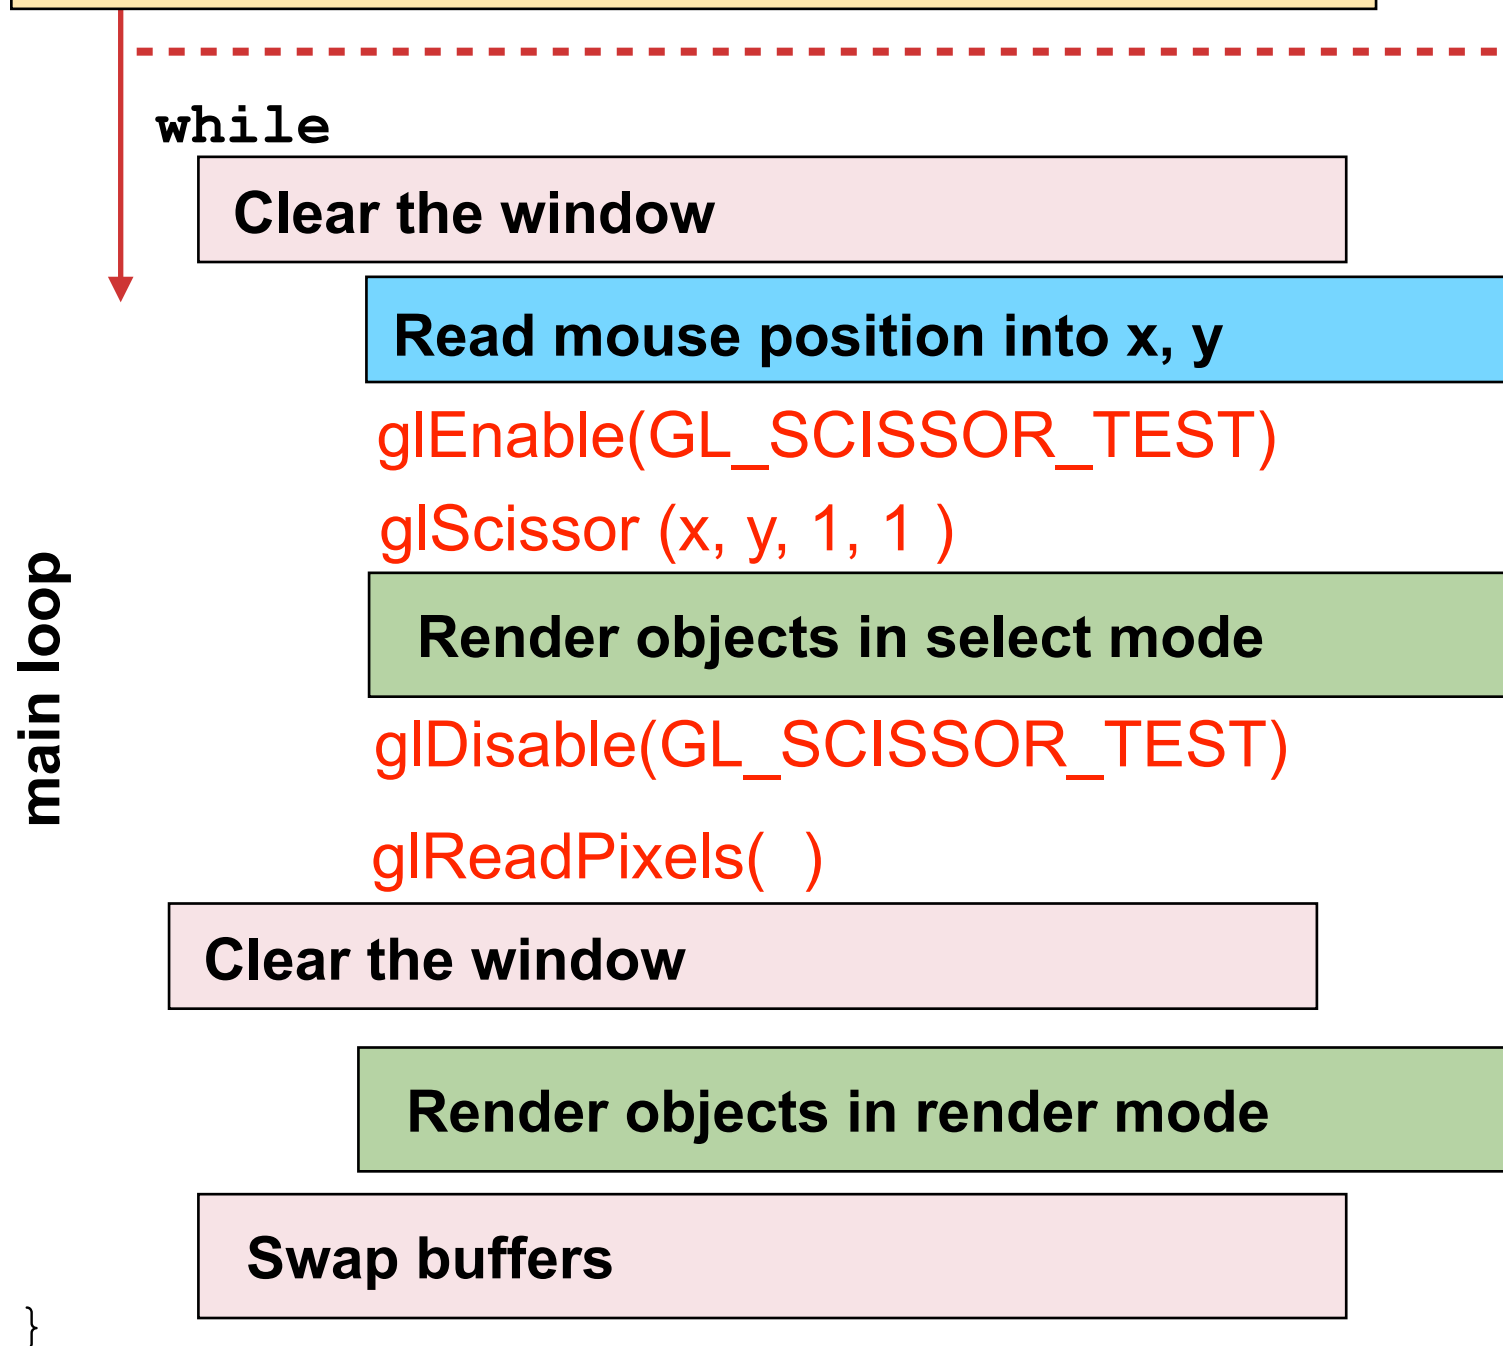 while
Clear the window
Read mouse position into x, y
glEnable(GL_SCISSOR_TEST)
glScissor (x, y, 1, 1 )
main loop
Render objects in select mode
glDisable(GL_SCISSOR_TEST)
glReadPixels(  )
Clear the window
Render objects in render mode
Swap buffers
}